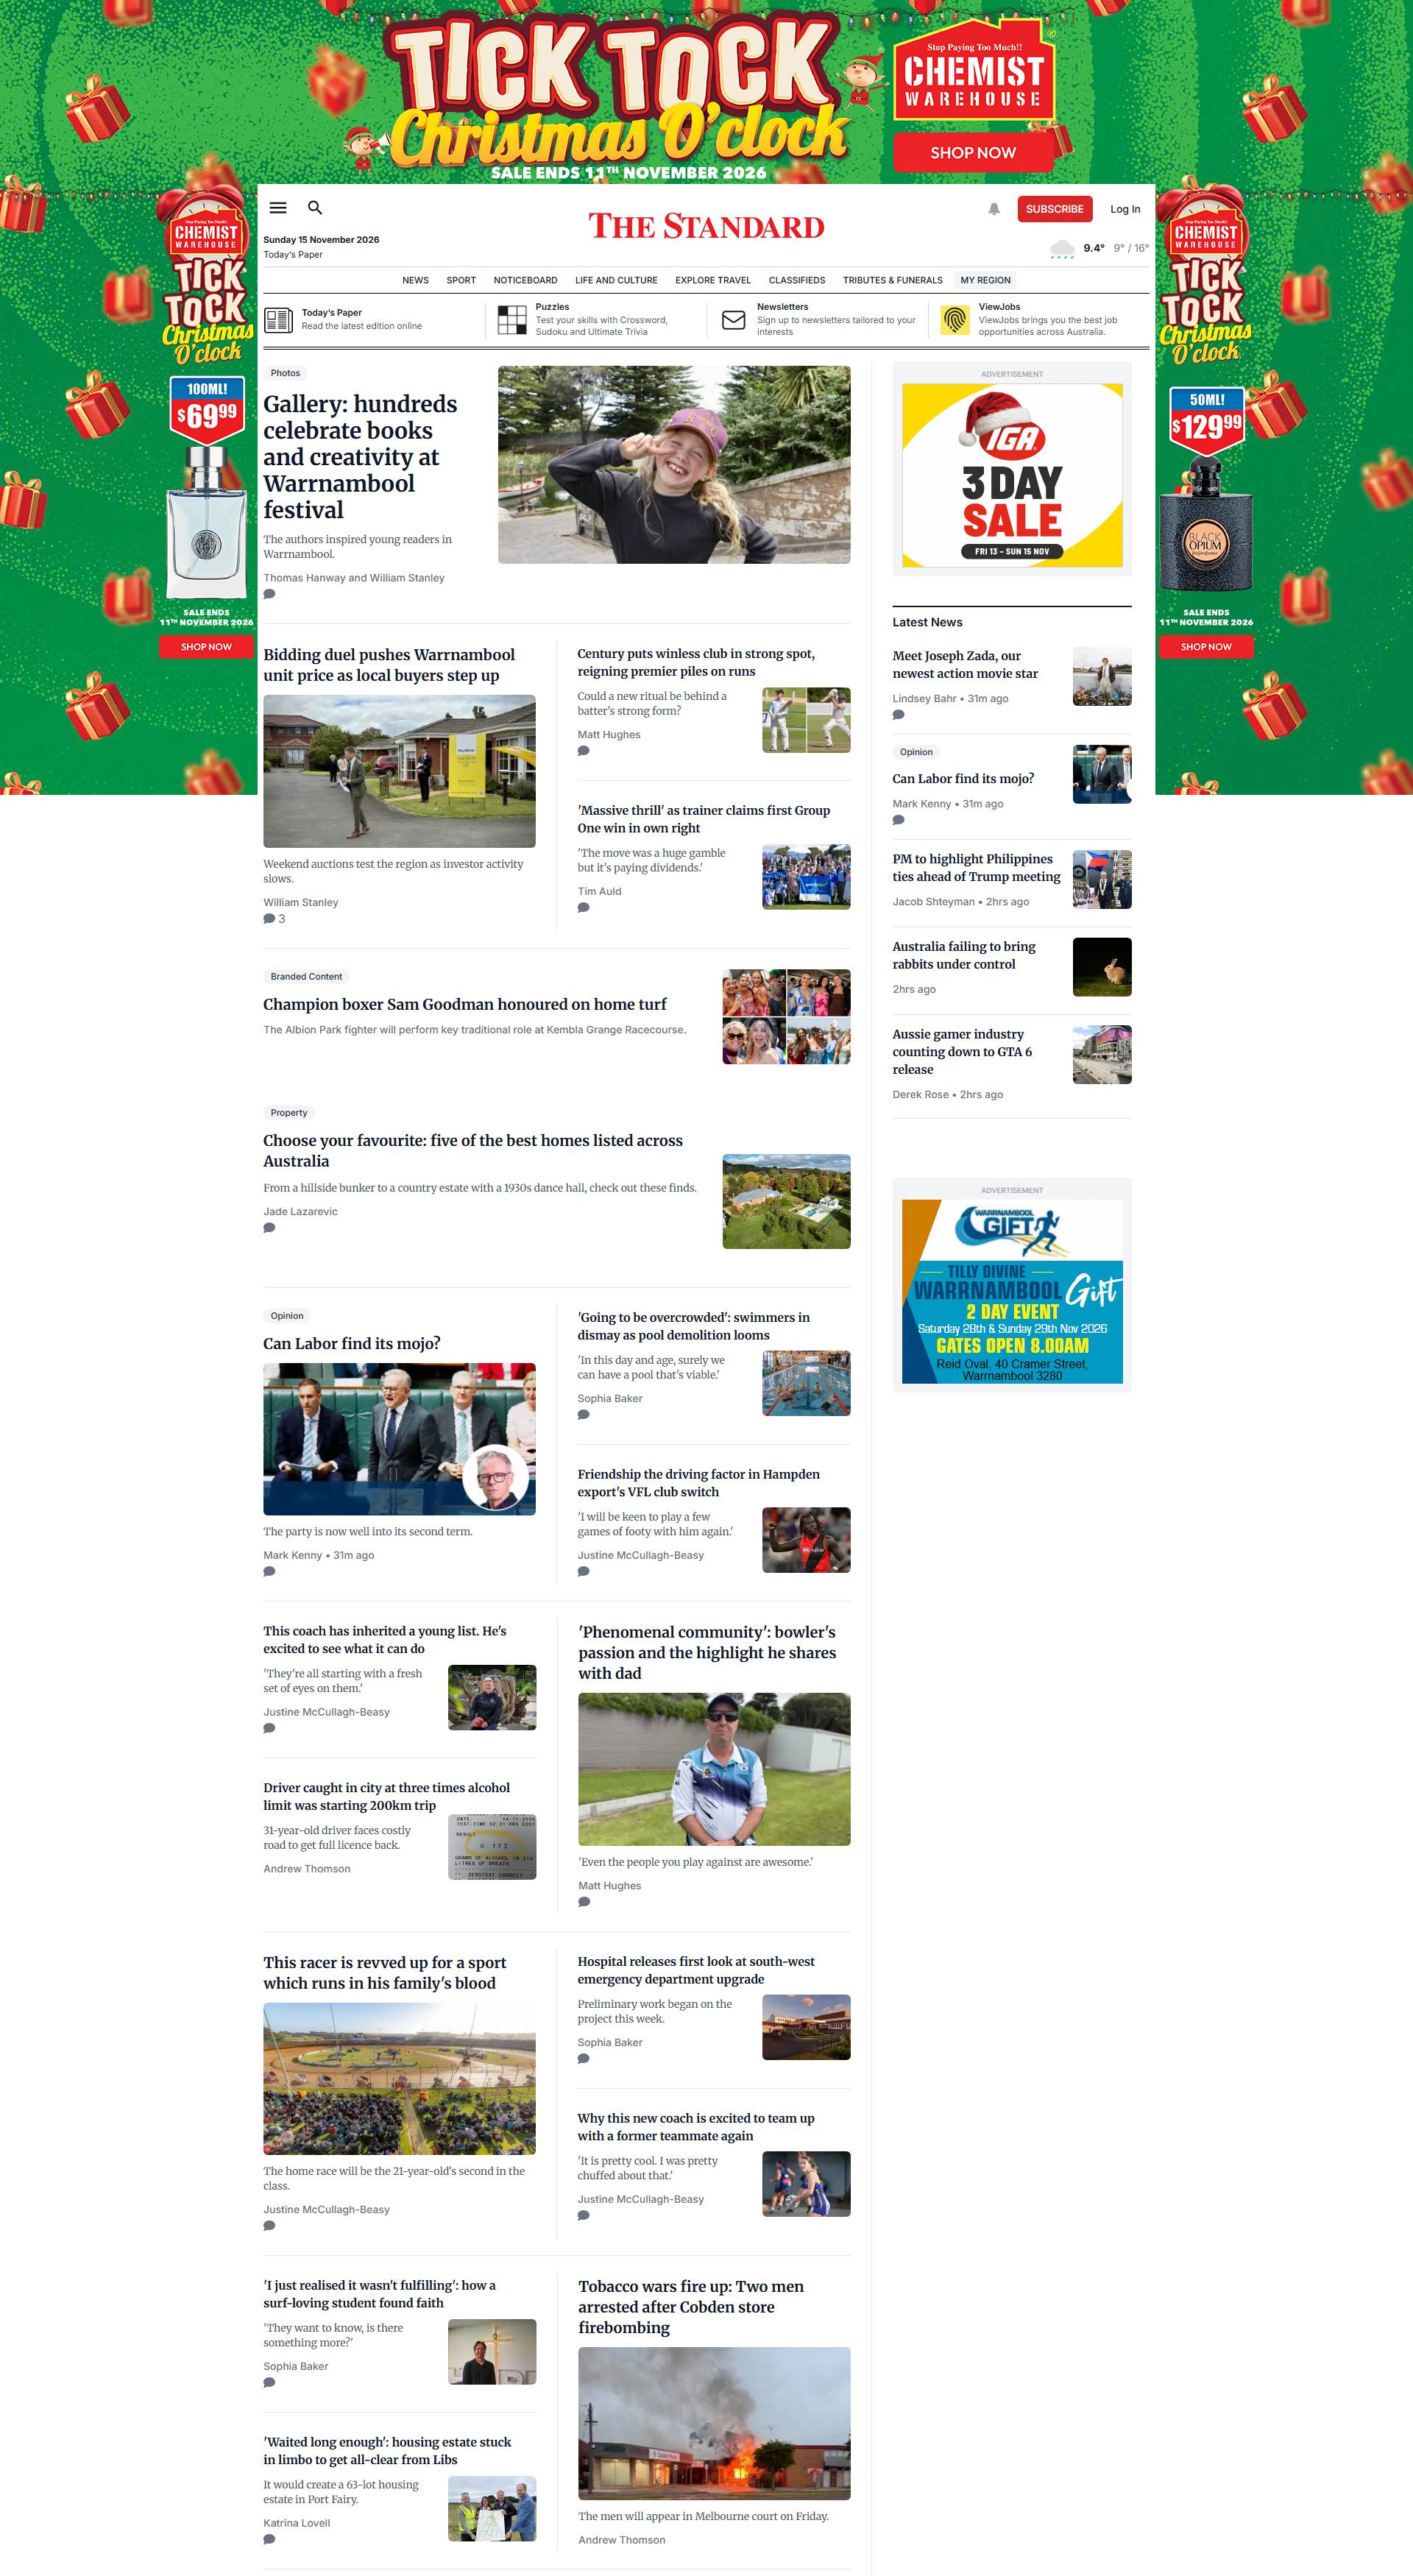 TICK TOCK
Christmas O'clock
SALE ENDS 11TH NOVEMBER 2026
Stop Paying Too Much!!
CHEMIST
WAREHOUSE
SHOP NOW
Stop Paying Too Much!!
CHEMIST
WAREHOUSE
TICK
TOCK
Christmas
O'clock
100ML!
$69.99
SALE ENDS
11TH NOVEMBER 2026
SHOP NOW
SUBSCRIBE
Log In
THE STANDARD
Sunday 15 November 2026
Today's Paper
9.4° 9° / 16°
NEWS SPORT NOTICEBOARD LIFE AND CULTURE EXPLORE TRAVEL CLASSIFIEDS TRIBUTES & FUNERALS MY REGION
Today's Paper
Read the latest edition online
Puzzles
Test your skills with Crossword,
Sudoku and Ultimate Trivia
Newsletters
Sign up to newsletters tailored to your
interests
ViewJobs
ViewJobs brings you the best job
opportunities across Australia.
Photos
Gallery: hundreds
celebrate books
and creativity at
Warrnambool
festival
The authors inspired young readers in
Warrnambool.
Thomas Hanway and William Stanley
Bidding duel pushes Warrnambool
unit price as local buyers step up
Weekend auctions test the region as investor activity
slows.
William Stanley
3
Century puts winless club in strong spot,
reigning premier piles on runs
Could a new ritual be behind a
batter's strong form?
Matt Hughes
'Massive thrill' as trainer claims first Group
One win in own right
'The move was a huge gamble
but it's paying dividends.'
Tim Auld
Branded Content
Champion boxer Sam Goodman honoured on home turf
The Albion Park fighter will perform key traditional role at Kembla Grange Racecourse.
Property
Choose your favourite: five of the best homes listed across
Australia
From a hillside bunker to a country estate with a 1930s dance hall, check out these finds.
Jade Lazarevic
Opinion
Can Labor find its mojo?
The party is now well into its second term.
Mark Kenny • 31m ago
'Going to be overcrowded': swimmers in
dismay as pool demolition looms
'In this day and age, surely we
can have a pool that's viable.'
Sophia Baker
Friendship the driving factor in Hampden
export's VFL club switch
'I will be keen to play a few
games of footy with him again.'
Justine McCullagh-Beasy
This coach has inherited a young list. He's
excited to see what it can do
'They're all starting with a fresh
set of eyes on them.'
Justine McCullagh-Beasy
Driver caught in city at three times alcohol
limit was starting 200km trip
31-year-old driver faces costly
road to get full licence back.
Andrew Thomson
RESULT
0.172
GRAMS OF ALCOHOL IN 210
LITRES OF BREATH
ZEROTEST CORRECT
'Phenomenal community': bowler's
passion and the highlight he shares
with dad
'Even the people you play against are awesome.'
Matt Hughes
This racer is revved up for a sport
which runs in his family's blood
The home race will be the 21-year-old's second in the
class.
Justine McCullagh-Beasy
Hospital releases first look at south-west
emergency department upgrade
Preliminary work began on the
project this week.
Sophia Baker
Why this new coach is excited to team up
with a former teammate again
'It is pretty cool. I was pretty
chuffed about that.'
Justine McCullagh-Beasy
'I just realised it wasn't fulfilling': how a
surf-loving student found faith
'They want to know, is there
something more?'
Sophia Baker
'Waited long enough': housing estate stuck
in limbo to get all-clear from Libs
It would create a 63-lot housing
estate in Port Fairy.
Katrina Lovell
Tobacco wars fire up: Two men
arrested after Cobden store
firebombing
The men will appear in Melbourne court on Friday.
Andrew Thomson
ADVERTISEMENT
IGA
3 DAY
SALE
FRI 13 – SUN 15 NOV
Latest News
Meet Joseph Zada, our
newest action movie star
Lindsey Bahr • 31m ago
Opinion
Can Labor find its mojo?
Mark Kenny • 31m ago
PM to highlight Philippines
ties ahead of Trump meeting
Jacob Shteyman • 2hrs ago
Australia failing to bring
rabbits under control
2hrs ago
Aussie gamer industry
counting down to GTA 6
release
Derek Rose • 2hrs ago
ADVERTISEMENT
WARRNAMBOOL
GIFT
TILLY DIVINE
WARRNAMBOOL Gift
2 DAY EVENT
Saturday 28th & Sunday 29th Nov 2026
GATES OPEN 8.00AM
Reid Oval, 40 Cramer Street,
Warrnambool 3280
Stop Paying Too Much!!
CHEMIST
WAREHOUSE
TICK
TOCK
Christmas
O'clock
50ML!
$129.99
BLACK
OPIUM
SALE ENDS
11TH NOVEMBER 2026
SHOP NOW